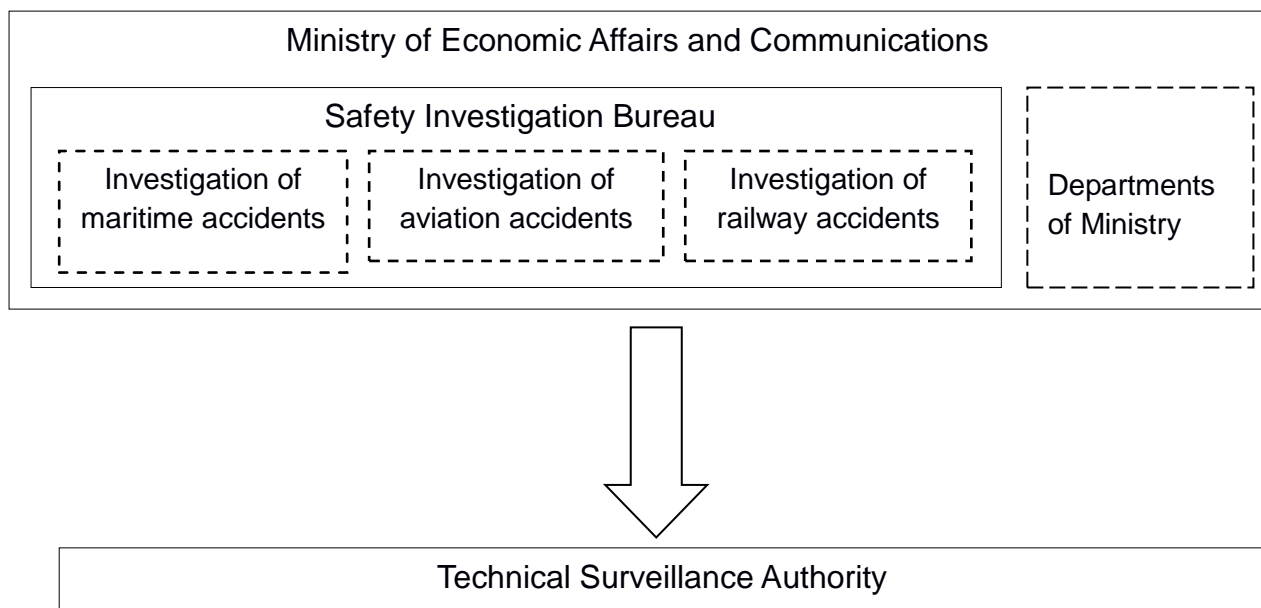 Ministry of Economic Affairs and Communications
Safety Investigation Bureau
Investigation of
maritime accidents
Investigation of
aviation accidents
Investigation of
railway accidents
Departments
of Ministry
Technical Surveillance Authority